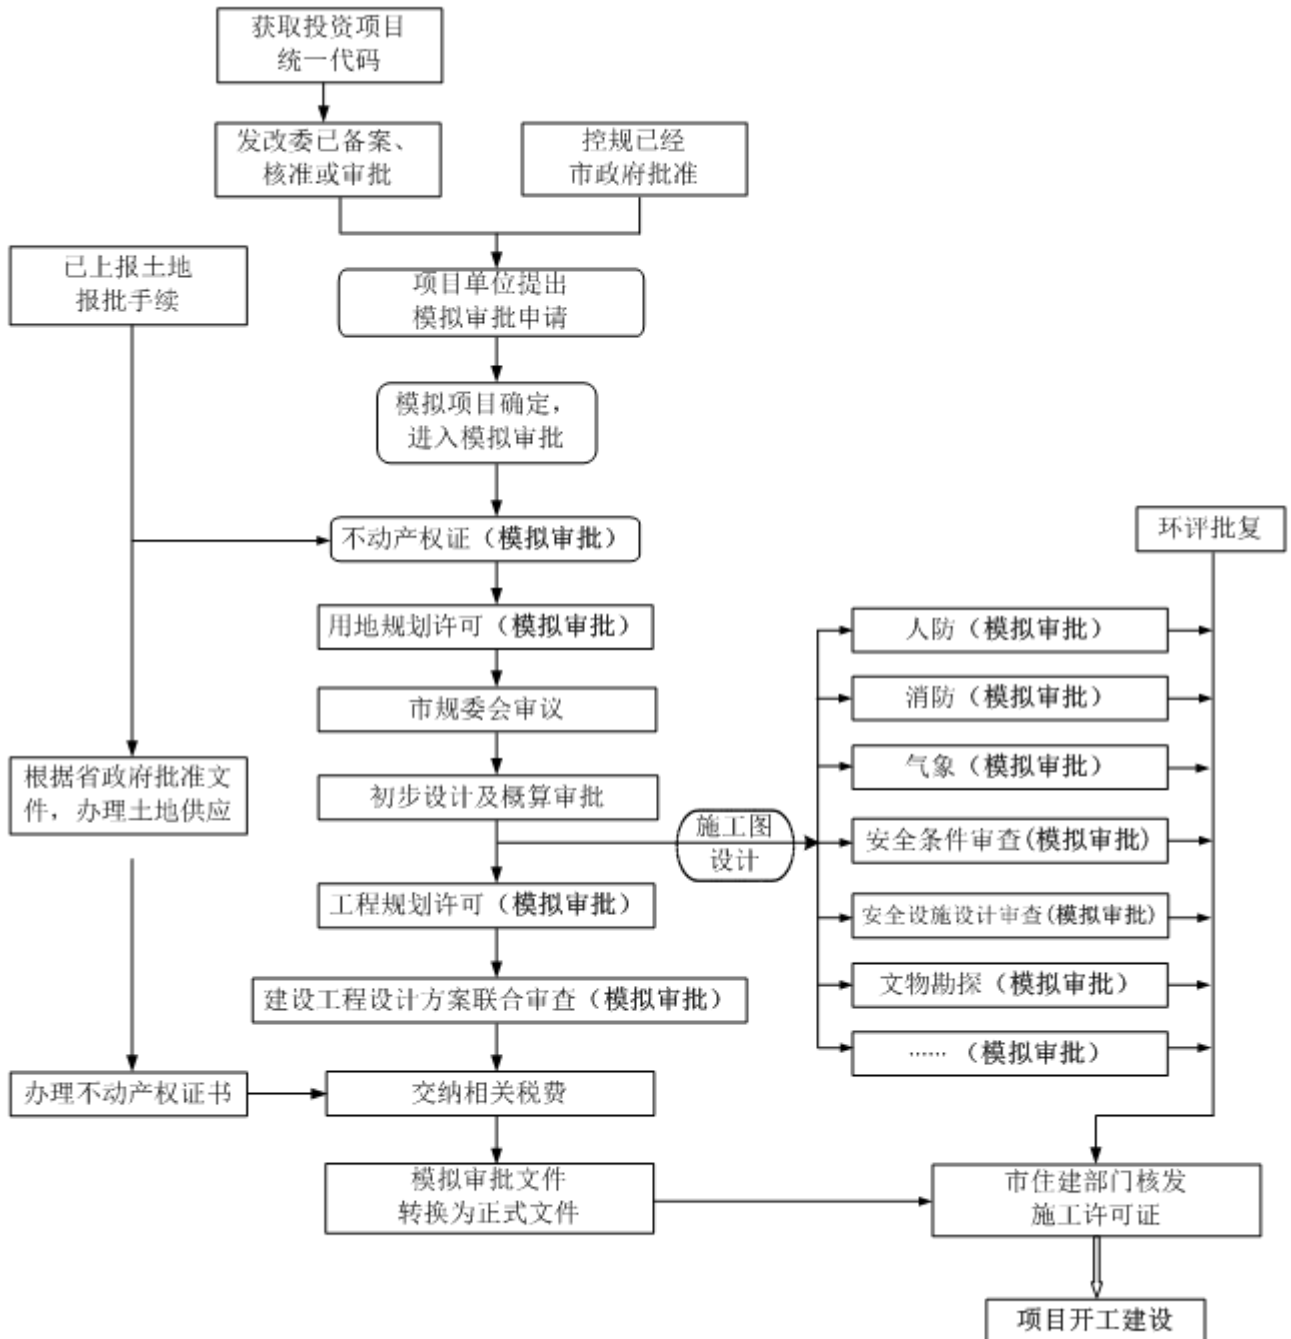 获取投资项目
统一代码
发改委已备案、
核准或审批
控规已经
市政府批准
已上报土地
报批手续
项目单位提出
模拟审批申请
模拟项目确定，
进入模拟审批
不动产权证（模拟审批）
环评批复
用地规划许可（模拟审批）
人防（模拟审批）
市规委会审议
消防（模拟审批）
根据省政府批准文
件，办理土地供应
初步设计及概算审批
气象（模拟审批）
施工图
设计
安全条件审查(模拟审批)
工程规划许可（模拟审批）
安全设施设计审查(模拟审批)
建设工程设计方案联合审查（模拟审批）
文物勘探（模拟审批）
……（模拟审批）
办理不动产权证书
交纳相关税费
模拟审批文件
转换为正式文件
市住建部门核发
施工许可证
项目开工建设